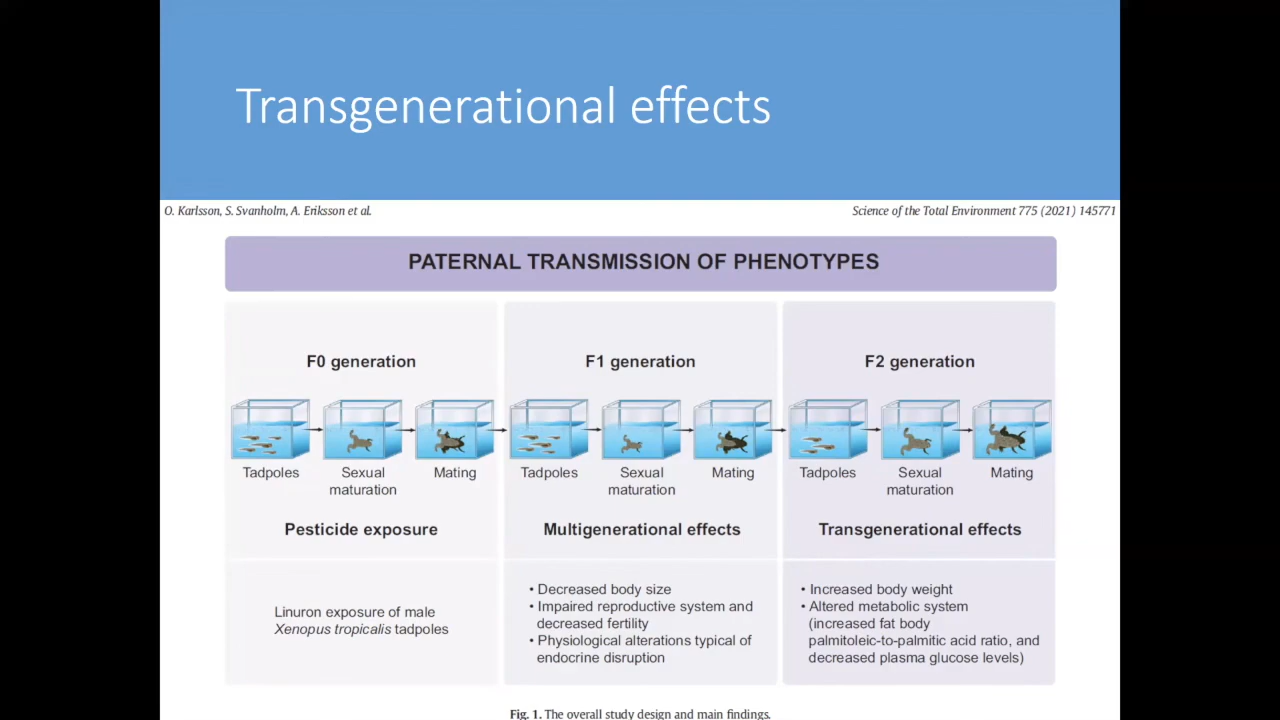 Transgenerational effects
O. Karlsson, S. Svanholm, A. Eriksson et al.
Science of the Total Environment 775 (2021) 145771
PATERNAL TRANSMISSION OF PHENOTYPES
F0 generation
Tadpoles
Sexual
maturation
Mating
Pesticide exposure
Linuron exposure of male
Xenopus tropicalis tadpoles
F1 generation
Tadpoles
Sexual
maturation
Mating
Multigenerational effects
• Decreased body size
• Impaired reproductive system and
decreased fertility
• Physiological alterations typical of
endocrine disruption
F2 generation
Tadpoles
Sexual
maturation
Mating
Transgenerational effects
• Increased body weight
• Altered metabolic system
(increased fat body
palmitoleic-to-palmitic acid ratio, and
decreased plasma glucose levels)
Fig. 1. The overall study design and main findings.